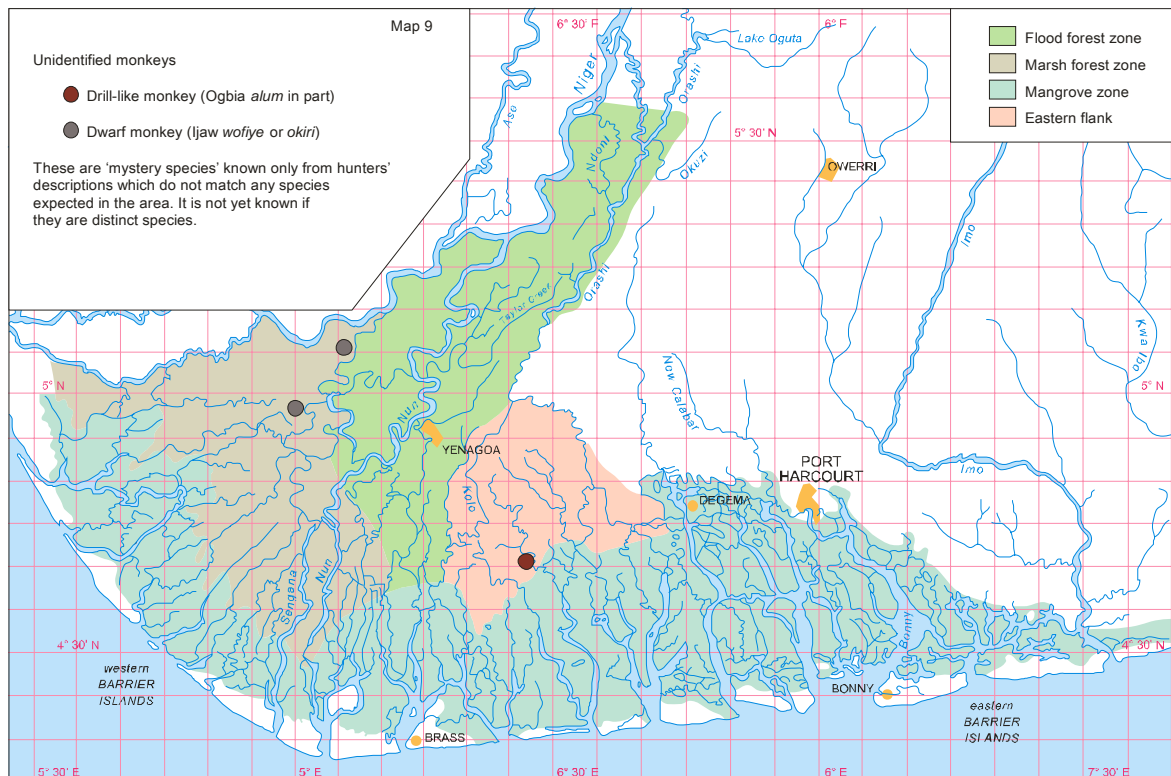 Map 9
Unidentified monkeys
Drill-like monkey (Ogbia alum in part)
Dwarf monkey (Ijaw wofiye or okiri)
These are ‘mystery species’ known only from hunters’
descriptions which do not match any species
expected in the area. It is not yet known if
they are distinct species.
6° 30' F
6° F
Flood forest zone
Marsh forest zone
Mangrove zone
Eastern flank
Lako Oguta
Niger
Orashi
Aso
Ndoni
5° 30' N
Okuzi
OWERRI
Imo
Orashi
Taylor Creek
Kwa Ibo
5° N
5° N
Now Calabar
Nun
YENAGOA
PORT
HARCOURT
Imo
Kolo
DEGEMA
Sengana
Nun
Bonny
4° 30' N
4° 30' N
western
BARRIER
ISLANDS
BONNY
eastern
BARRIER
ISLANDS
BRASS
5° 30' E
5° E
6° 30' E
6° E
7° 30' E